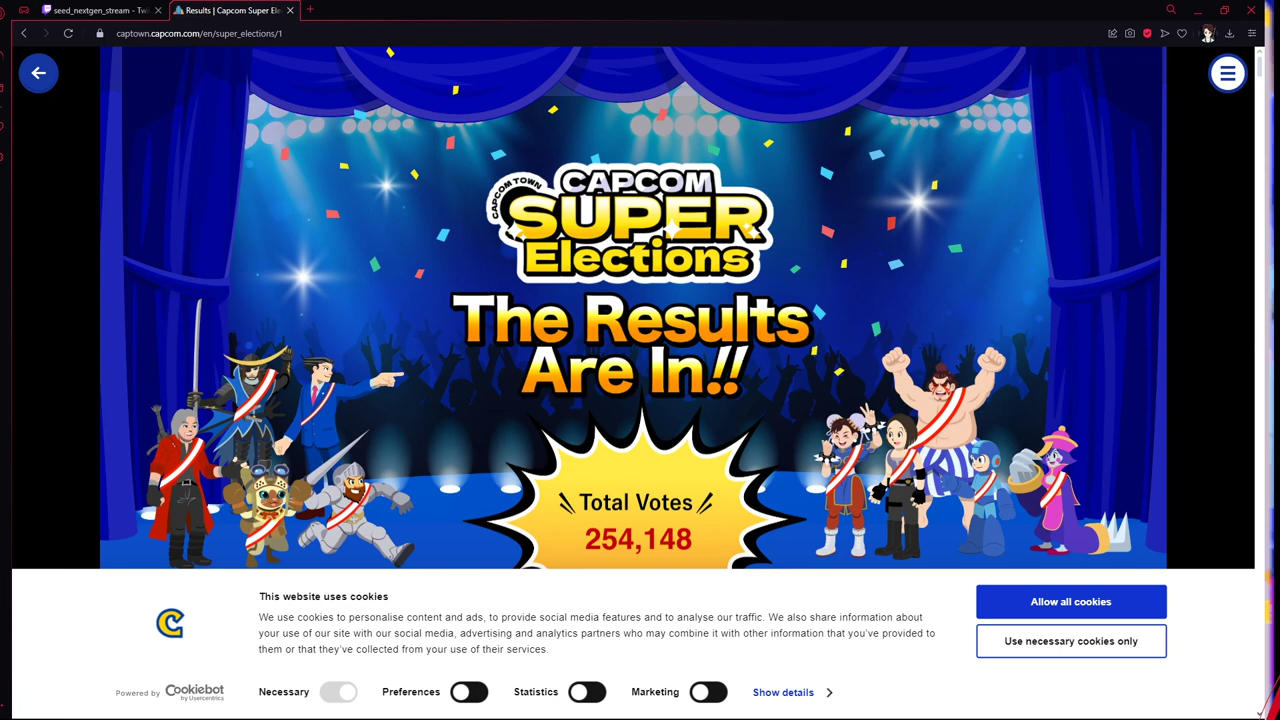 seed_nextgen_stream - Twi
Results | Capcom Super Ele
captown.capcom.com/en/super_elections/1
CAPCOM TOWN
CAPCOM
SUPER
Elections
The Results
Are In!!
Total Votes
254,148
This website uses cookies
We use cookies to personalise content and ads, to provide social media features and to analyse our traffic. We also share information about
your use of our site with our social media, advertising and analytics partners who may combine it with other information that you've provided to
them or that they've collected from your use of their services.
Allow all cookies
Use necessary cookies only
Powered by Cookiebot
by Usercentrics
Necessary
Preferences
Statistics
Marketing
Show details